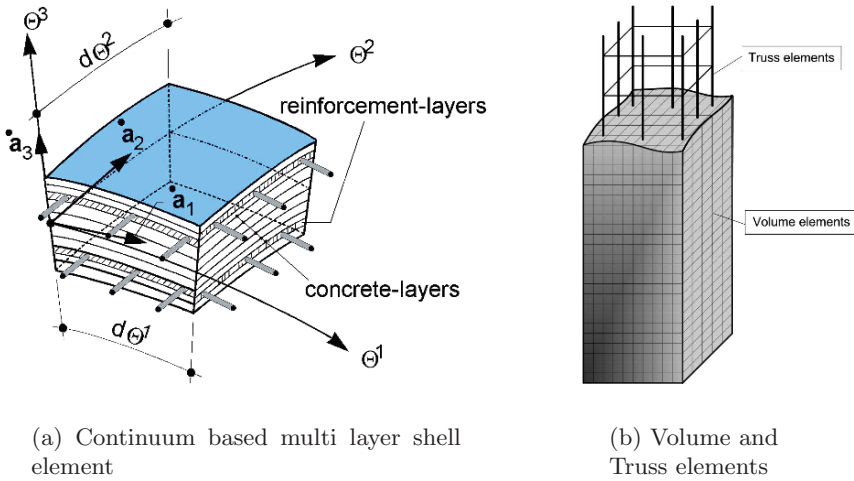 Θ3
dΘ2
Θ2
reinforcement-layers
a2
a3
a1
concrete-layers
dΘ1
Θ1
(a) Continuum based multi layer shell
element
Truss elements
Volume elements
(b) Volume and
Truss elements